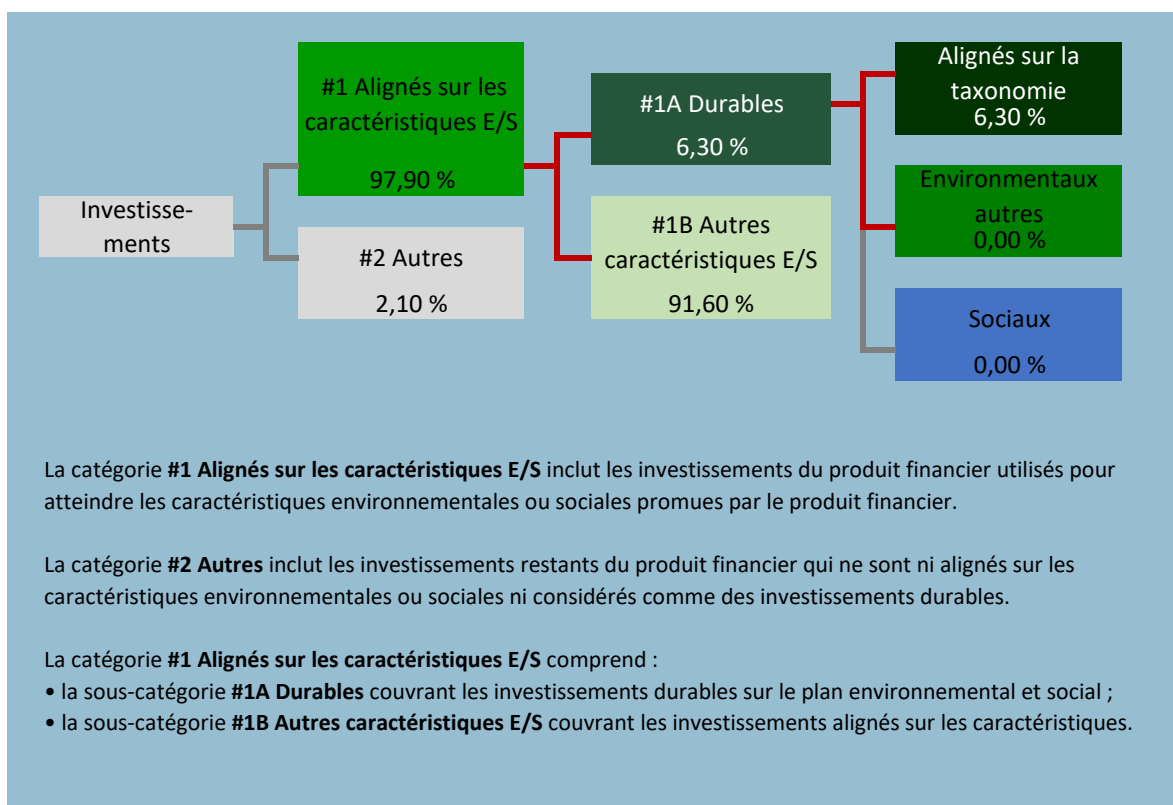 Investisse-
ments
#1 Alignés sur les
caractéristiques E/S
97,90 %
#2 Autres
2,10 %
#1A Durables
6,30 %
#1B Autres
caractéristiques E/S
91,60 %
Alignés sur la
taxonomie
6,30 %
Environmentaux
autres
0,00 %
Sociaux
0,00 %
La catégorie #1 Alignés sur les caractéristiques E/S inclut les investissements du produit financier utilisés pour
atteindre les caractéristiques environnementales ou sociales promues par le produit financier.
La catégorie #2 Autres inclut les investissements restants du produit financier qui ne sont ni alignés sur les
caractéristiques environnementales ou sociales ni considérés comme des investissements durables.
La catégorie #1 Alignés sur les caractéristiques E/S comprend :
• la sous-catégorie #1A Durables couvrant les investissements durables sur le plan environnemental et social ;
• la sous-catégorie #1B Autres caractéristiques E/S couvrant les investissements alignés sur les caractéristiques.